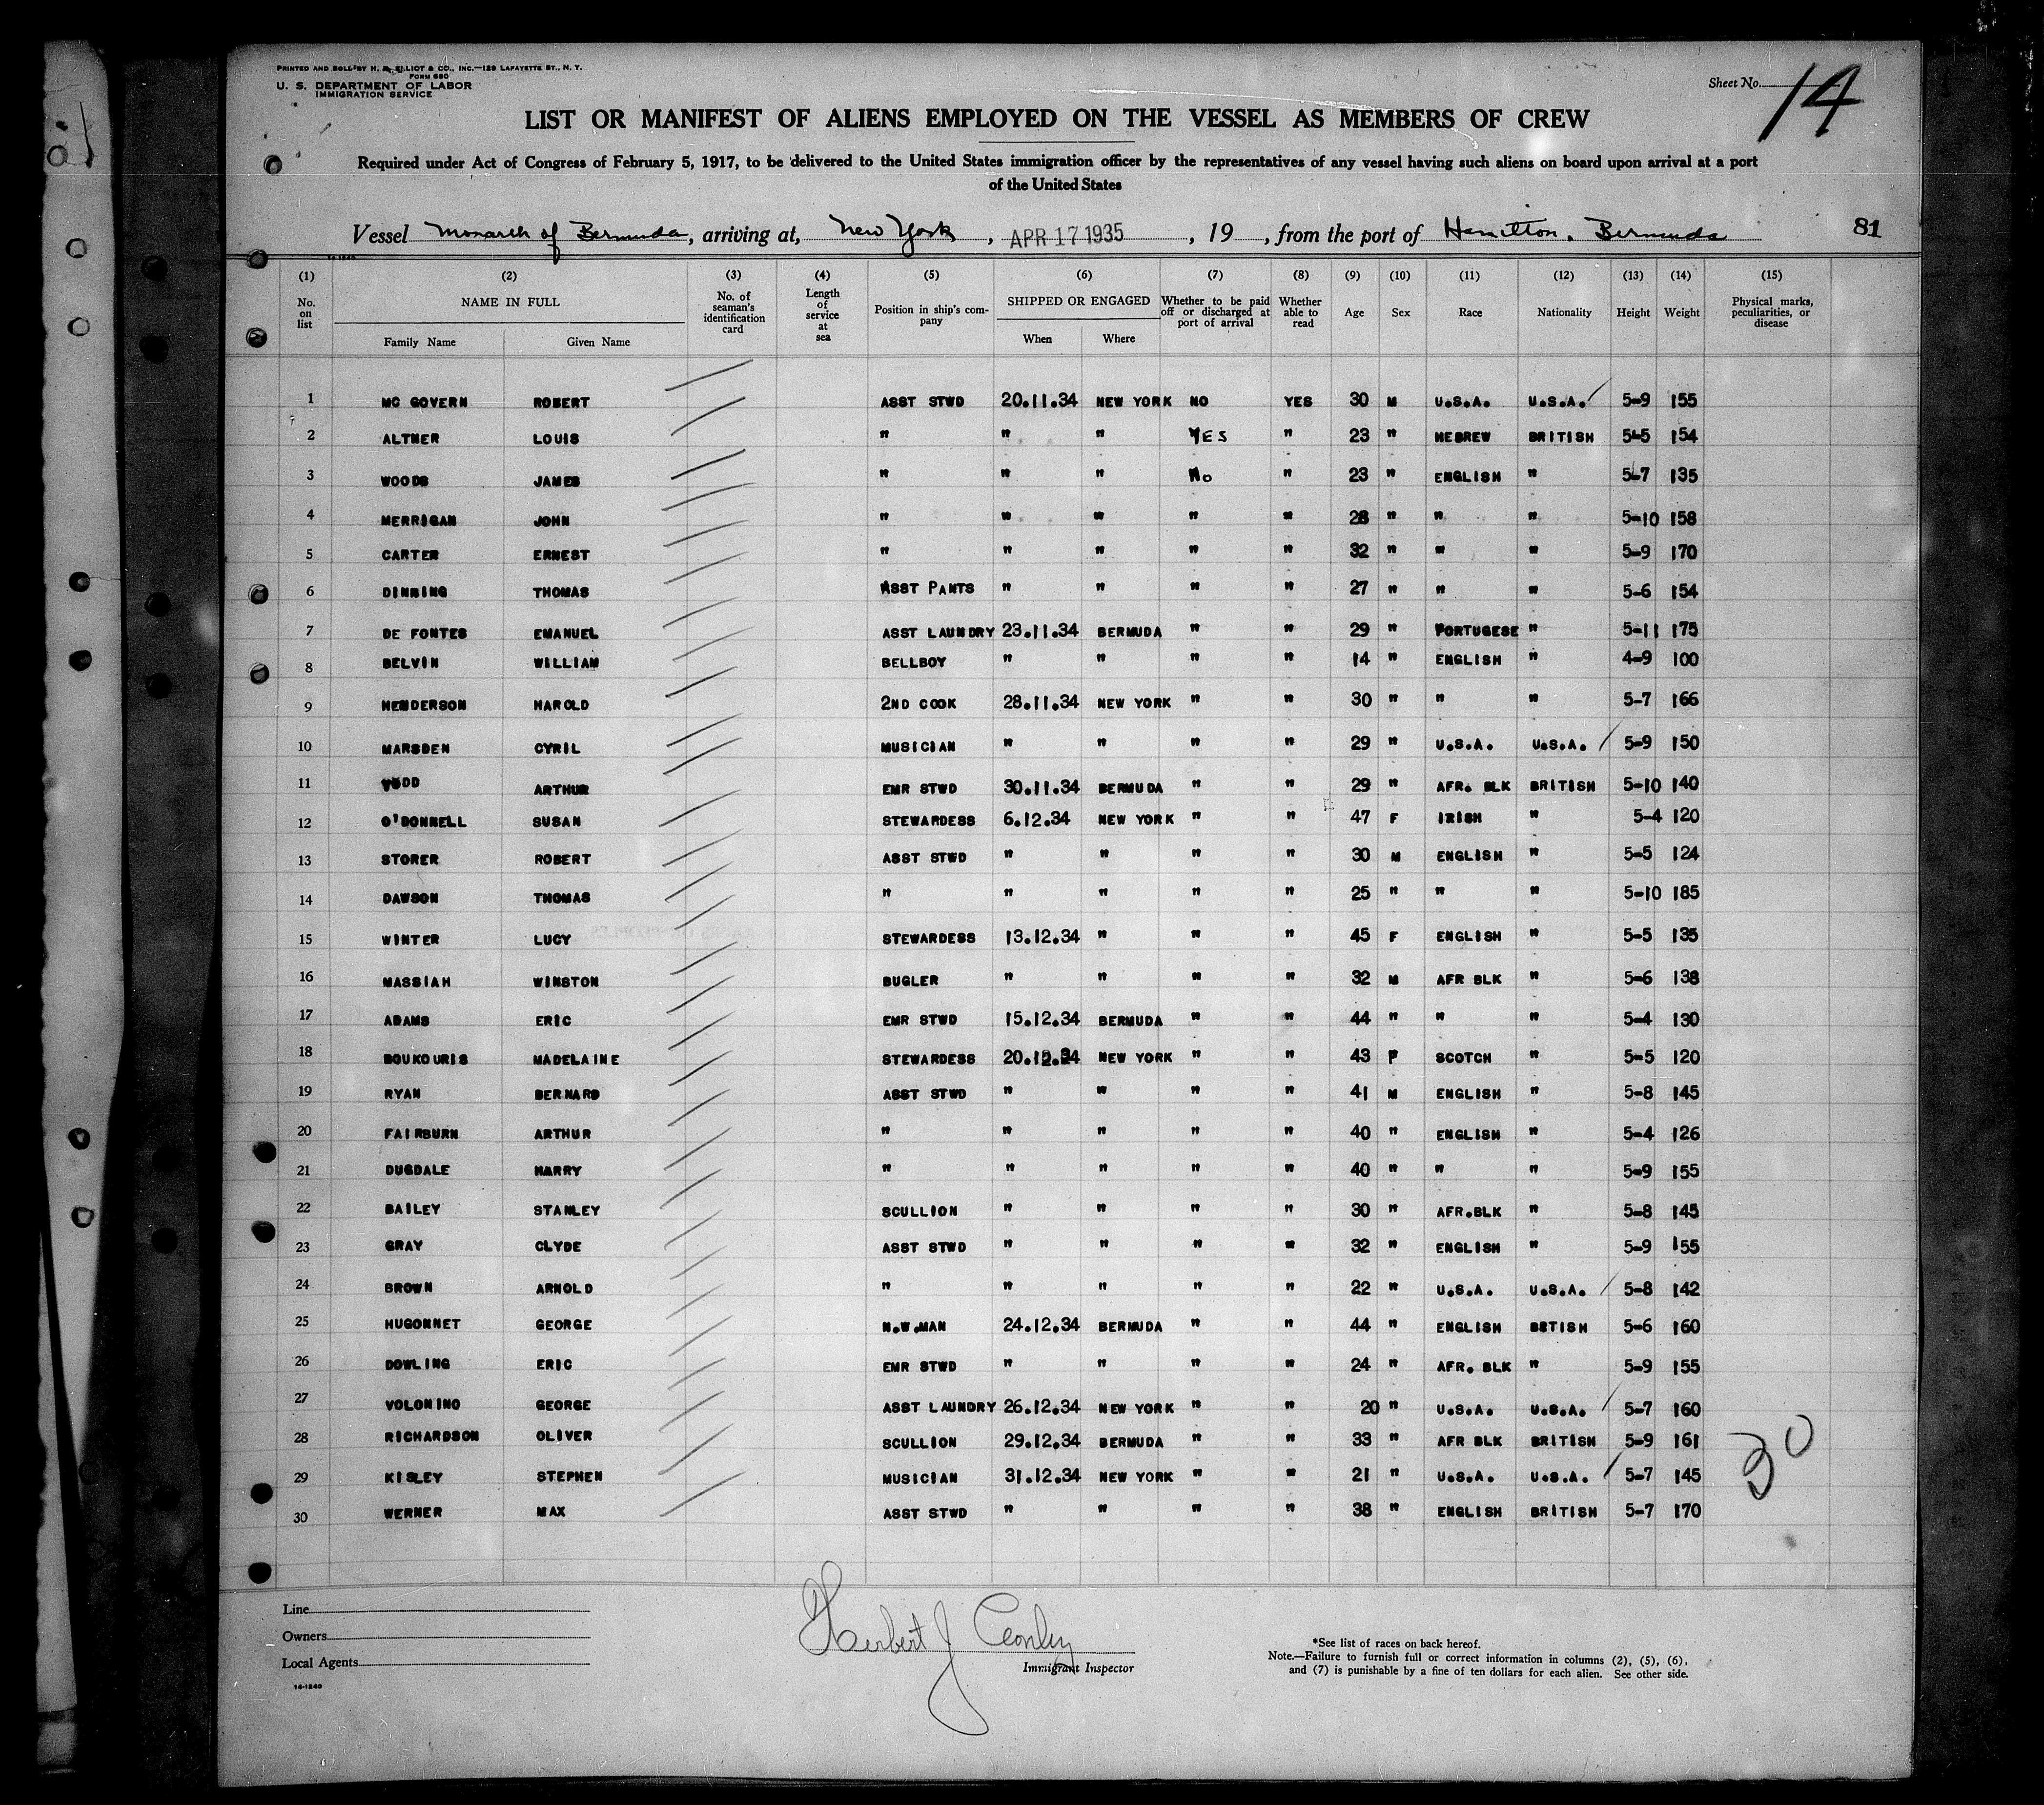 PRINTED AND SOLD BY H. A. ELLIOT & CO., INC.—129 LAFAYETTE ST., N. Y.
FORM 680
U. S. DEPARTMENT OF LABOR
IMMIGRATION SERVICE
Sheet No. 14
LIST OR MANIFEST OF ALIENS EMPLOYED ON THE VESSEL AS MEMBERS OF CREW
Required under Act of Congress of February 5, 1917, to be delivered to the United States immigration officer by the representatives of any vessel having such aliens on board upon arrival at a port
of the United States
Vessel Monarch of Bermuda, arriving at, New York, APR 17 1935, 19 , from the port of Hamilton, Bermuda 81
14-1240
(1) (2) (3) (4) (5) (6) (7) (8) (9) (10) (11) (12) (13) (14) (15)
No. on list NAME IN FULL Family Name Given Name No. of seaman's identification card Length of service at sea Position in ship's company SHIPPED OR ENGAGED When Where Whether to be paid off or discharged at port of arrival Whether able to read Age Sex Race Nationality Height Weight Physical marks, peculiarities, or disease
1 MC GOVERN ROBERT ASST STWD 20.11.34 NEW YORK NO YES 30 M U.S.A. U.S.A. 5-9 155
2 ALTNER LOUIS " " " YES " 23 " HEBREW BRITISH 5-5 154
3 WOODS JAMES " " " No " 23 " ENGLISH " 5-7 135
4 MERRIGAN JOHN " " " " " 28 " " " 5-10 158
5 CARTER ERNEST " " " " " 32 " " " 5-9 170
6 DINNING THOMAS ASST PANTS " " " " 27 " " " 5-6 154
7 DE FONTES EMANUEL ASST LAUNDRY 23.11.34 BERMUDA " " 29 " PORTUGESE " 5-11 175
8 BELVIN WILLIAM BELLBOY " " " " 14 " ENGLISH " 4-9 100
9 HENDERSON HAROLD 2ND COOK 28.11.34 NEW YORK " " 30 " " " 5-7 166
10 MARSDEN CYRIL MUSICIAN " " " " 29 " U.S.A. U.S.A. 5-9 150
11 TODD ARTHUR EMR STWD 30.11.34 BERMUDA " " 29 " AFR. BLK BRITISH 5-10 140
12 O'DONNELL SUSAN STEWARDESS 6.12.34 NEW YORK " " 47 F IRISH " 5-4 120
13 STORER ROBERT ASST STWD " " " " 30 M ENGLISH " 5-5 124
14 DAWSON THOMAS " " " " " 25 " " " 5-10 185
15 WINTER LUCY STEWARDESS 13.12.34 " " " 45 F ENGLISH " 5-5 135
16 MASSIAH WINSTON BUGLER " " " " 32 M AFR BLK " 5-6 138
17 ADAMS ERIC EMR STWD 15.12.34 BERMUDA " " 44 " " " 5-4 130
18 BOUKOURIS MADELAINE STEWARDESS 20.12.34 NEW YORK " " 43 F SCOTCH " 5-5 120
19 RYAN BERNARD ASST STWD " " " " 41 M ENGLISH " 5-8 145
20 FAIRBURN ARTHUR " " " " " 40 " ENGLISH " 5-4 126
21 DUGDALE HARRY " " " " " 40 " " " 5-9 155
22 BAILEY STANLEY SCULLION " " " " 30 " AFR.BLK " 5-8 145
23 GRAY CLYDE ASST STWD " " " " 32 " ENGLISH " 5-9 155
24 BROWN ARNOLD " " " " " 22 " U.S.A. U.S.A. 5-8 142
25 HUGONNET GEORGE N.W.MAN 24.12.34 BERMUDA " " 44 " ENGLISH BRTISH 5-6 160
26 DOWLING ERIC EMR STWD " " " " 24 " AFR. BLK " 5-9 155
27 VOLONINO GEORGE ASST LAUNDRY 26.12.34 NEW YORK " " 20 " U.S.A. U.S.A. 5-7 160
28 RICHARDSON OLIVER SCULLION 29.12.34 BERMUDA " " 33 " AFR BLK BRITISH 5-9 161
29 KISLEY STEPHEN MUSICIAN 31.12.34 NEW YORK " " 21 " U.S.A. U.S.A. 5-7 145
30 WERNER MAX ASST STWD " " " " 38 " ENGLISH BRITISH 5-7 170
30
Line
Owners
Local Agents
14-1240
Herbert J Conley
Immigrant Inspector
*See list of races on back hereof.
Note.—Failure to furnish full or correct information in columns (2), (5), (6),
and (7) is punishable by a fine of ten dollars for each alien. See other side.